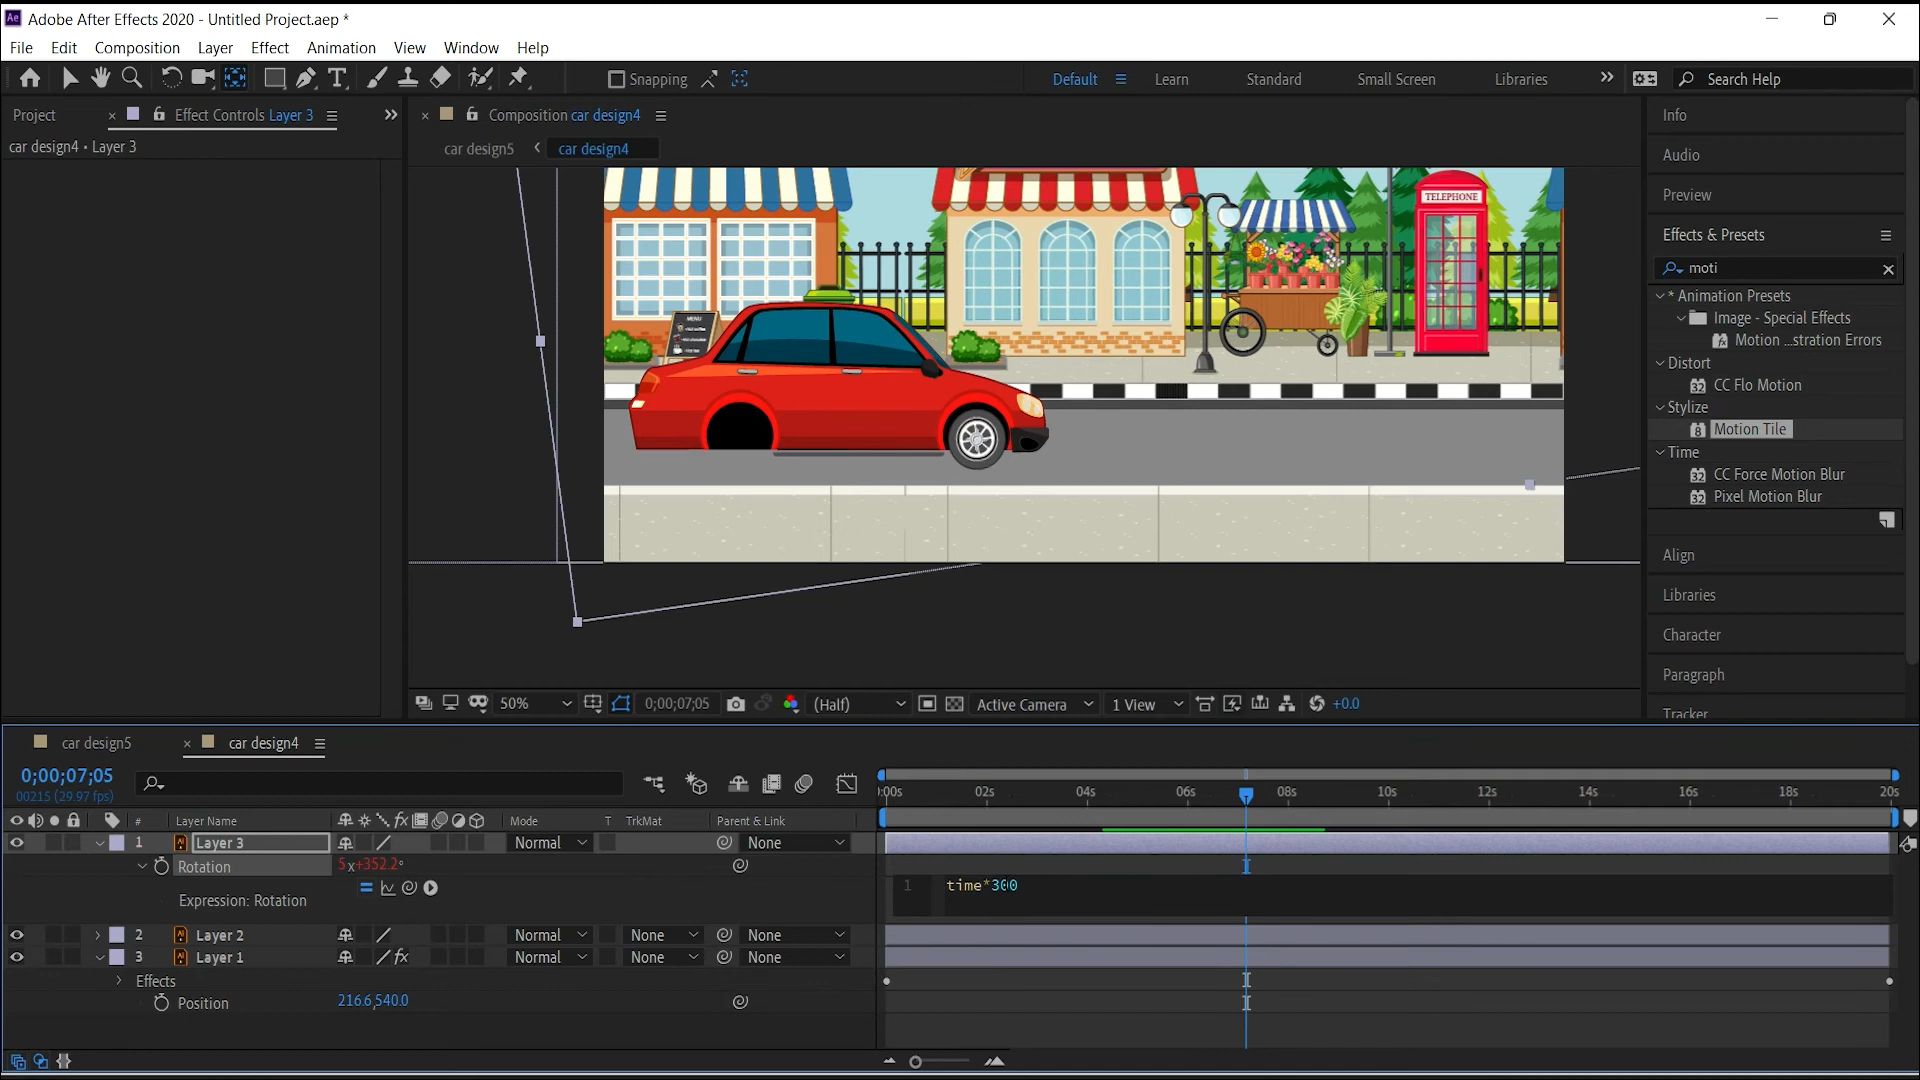 Ae Adobe After Effects 2020 - Untitled Project.aep *
File Edit Composition Layer Effect Animation View Window Help
Snapping Default Learn Standard Small Screen Libraries Search Help
Project Effect Controls Layer 3
car design4 • Layer 3
Composition car design4
car design5 car design4
TELEPHONE
MENU
50% 0;00;07;05 (Half) Active Camera 1 View +0.0
Info
Audio
Preview
Effects & Presets
moti
* Animation Presets
Image - Special Effects
Motion ...stration Errors
Distort
CC Flo Motion
Stylize
Motion Tile
Time
CC Force Motion Blur
Pixel Motion Blur
Align
Libraries
Character
Paragraph
Tracker
car design5 car design4
0;00;07;05
00215 (29.97 fps)
:00s 02s 04s 06s 08s 10s 12s 14s 16s 18s 20s
# Layer Name fx Mode T TrkMat Parent & Link
1 Layer 3 Normal None
Rotation 5x+352.2°
Expression: Rotation
1 time*300
2 Layer 2 Normal None None
3 Layer 1 fx Normal None None
Effects
Position 216.6,540.0